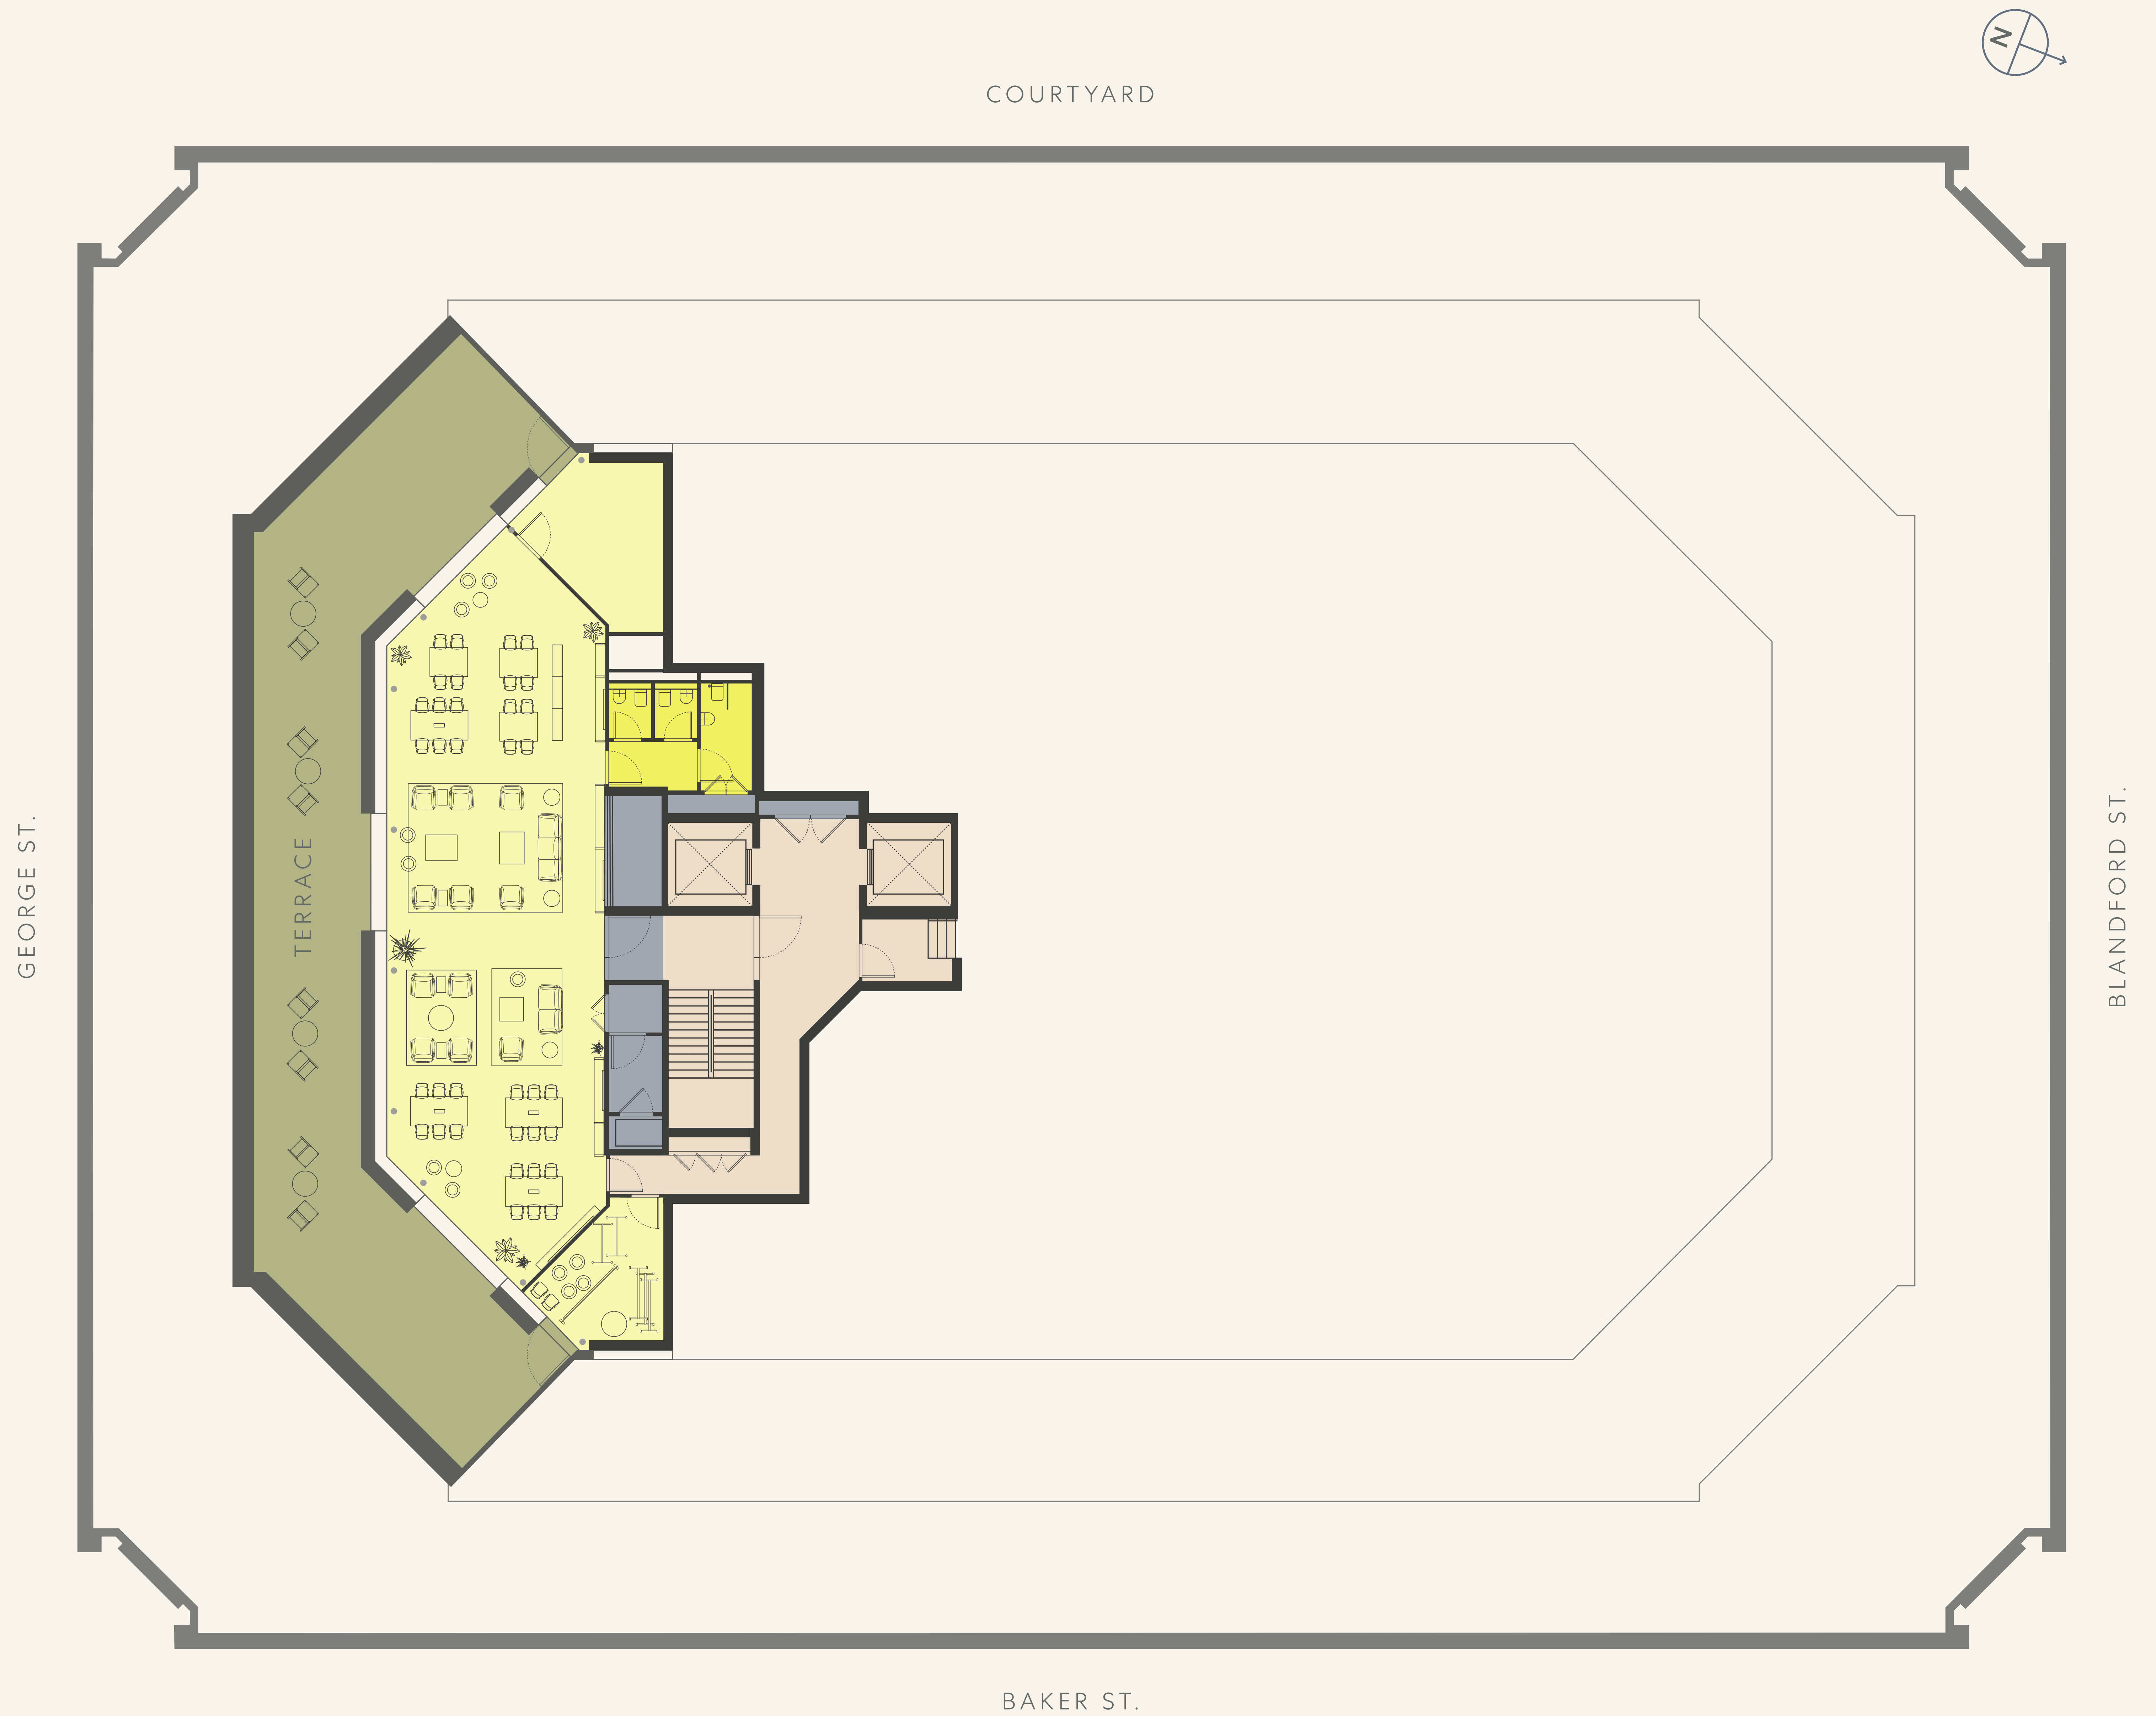 N
COURTYARD
GEORGE ST.
TERRACE
BLANDFORD ST.
BAKER ST.